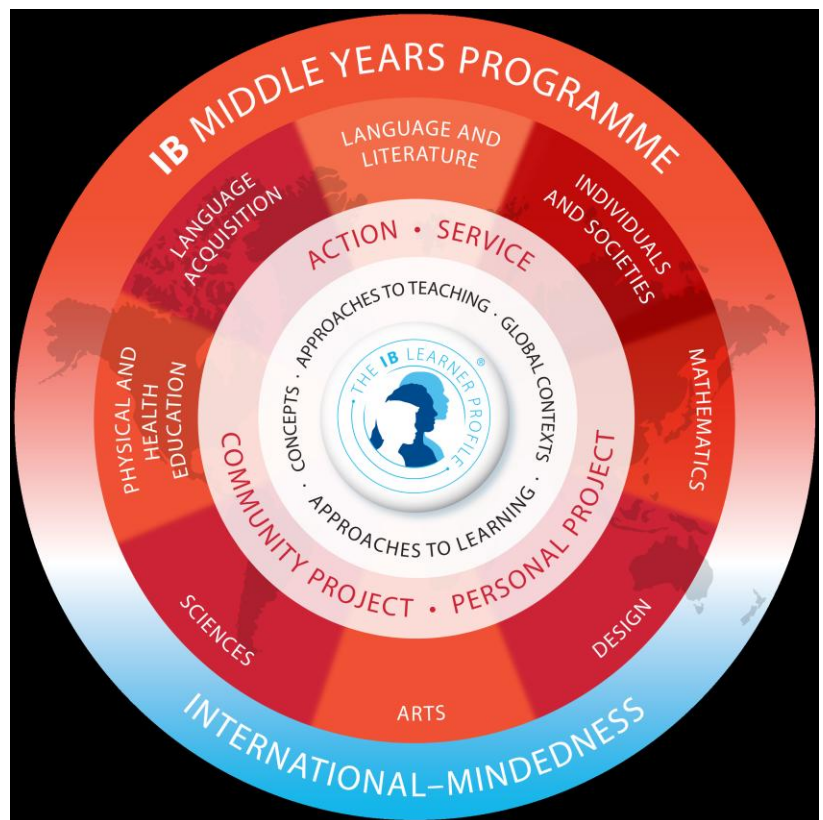 IB MIDDLE YEARS PROGRAMME
LANGUAGE AND
LITERATURE
INDIVIDUALS
AND SOCIETIES
MATHEMATICS
DESIGN
ARTS
SCIENCES
PHYSICAL AND
HEALTH
EDUCATION
LANGUAGE
ACQUISITION
ACTION • SERVICE
COMMUNITY PROJECT • PERSONAL PROJECT
APPROACHES TO TEACHING · GLOBAL CONTEXTS ·
APPROACHES TO LEARNING · CONCEPTS ·
• THE IB LEARNER PROFILE • ®
INTERNATIONAL–MINDEDNESS